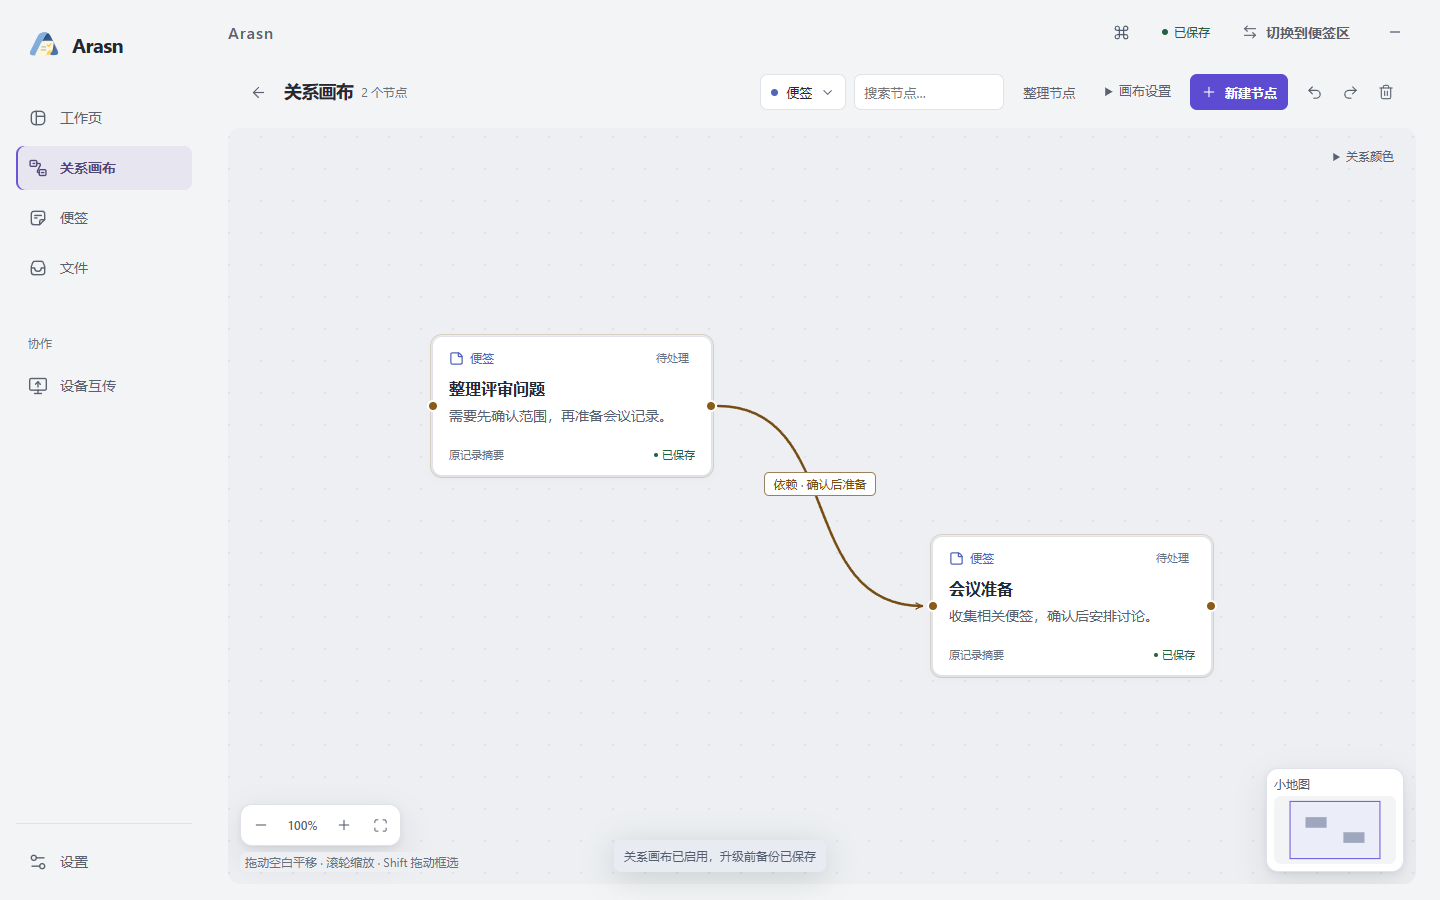 Arasn
工作页
关系画布
便签
文件
协作
设备互传
设置
Arasn
已保存
切换到便签区
关系画布 2 个节点
便签
搜索节点...
整理节点
画布设置
新建节点
关系颜色
便签 待处理
整理评审问题
需要先确认范围，再准备会议记录。
原记录摘要 已保存
依赖 · 确认后准备
便签 待处理
会议准备
收集相关便签，确认后安排讨论。
原记录摘要 已保存
100%
拖动空白平移 · 滚轮缩放 · Shift 拖动框选
关系画布已启用，升级前备份已保存
小地图